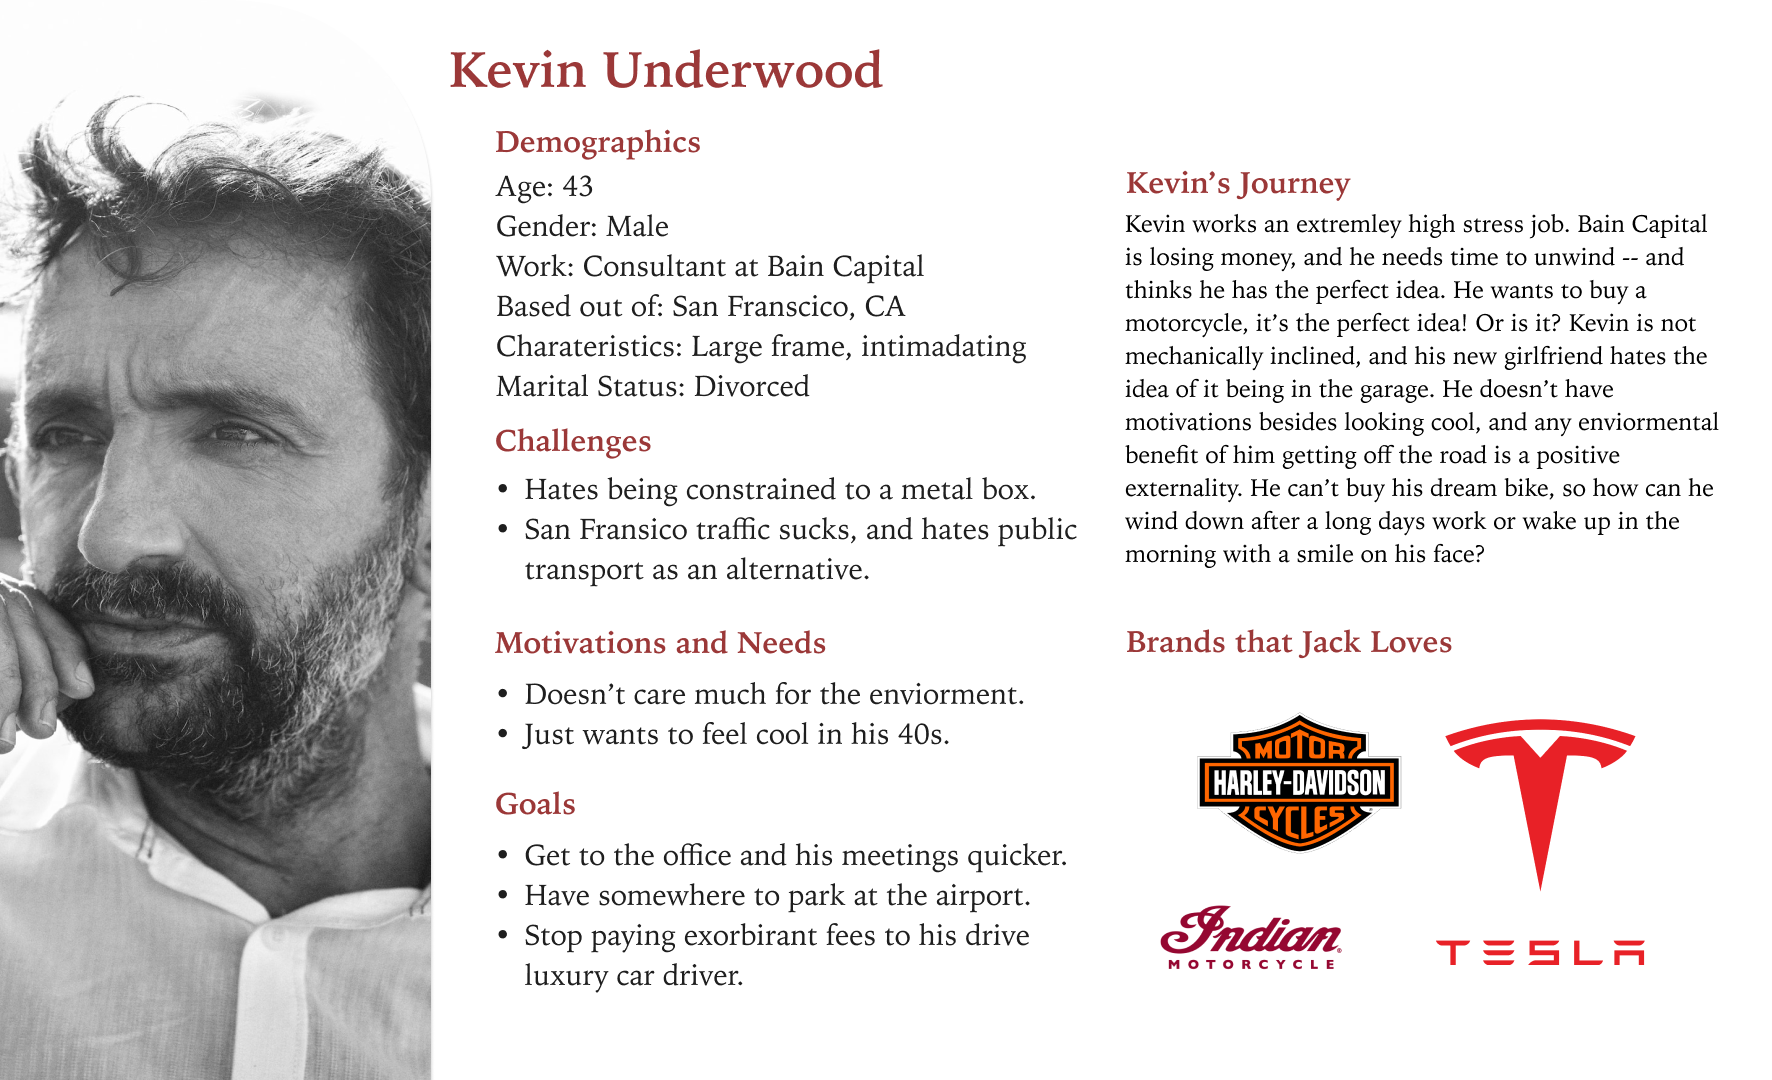 Kevin Underwood
Demographics
Age: 43
Gender: Male
Work: Consultant at Bain Capital
Based out of: San Franscico, CA
Charateristics: Large frame, intimadating
Marital Status: Divorced
Challenges
• Hates being constrained to a metal box.
• San Fransico traffic sucks, and hates public
transport as an alternative.
Motivations and Needs
• Doesn’t care much for the enviorment.
• Just wants to feel cool in his 40s.
Goals
• Get to the office and his meetings quicker.
• Have somewhere to park at the airport.
• Stop paying exorbirant fees to his drive
luxury car driver.
Kevin’s Journey
Kevin works an extremley high stress job. Bain Capital
is losing money, and he needs time to unwind -- and
thinks he has the perfect idea. He wants to buy a
motorcycle, it’s the perfect idea! Or is it? Kevin is not
mechanically inclined, and his new girlfriend hates the
idea of it being in the garage. He doesn’t have
motivations besides looking cool, and any enviormental
benefit of him getting off the road is a positive
externality. He can’t buy his dream bike, so how can he
wind down after a long days work or wake up in the
morning with a smile on his face?
Brands that Jack Loves
MOTOR
HARLEY-DAVIDSON
CYCLES
Indian
MOTORCYCLE
TESLA